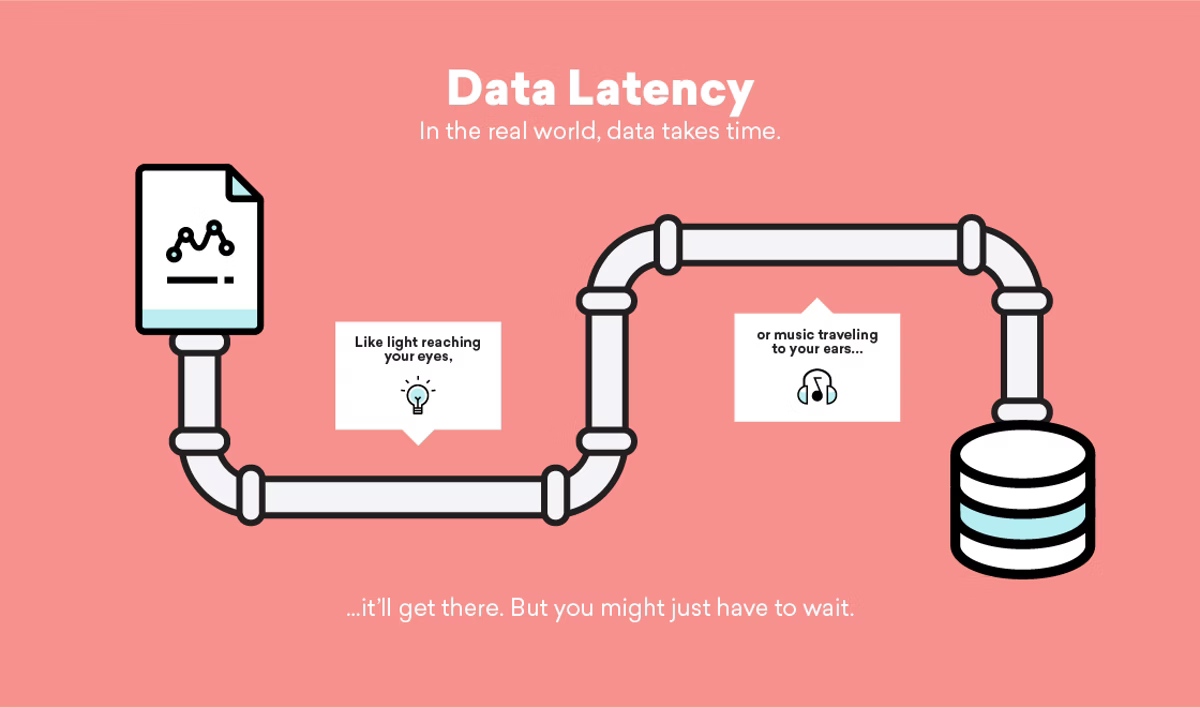 Data Latency
In the real world, data takes time.
Like light reaching
your eyes,
or music traveling
to your ears...
...it'll get there. But you might just have to wait.